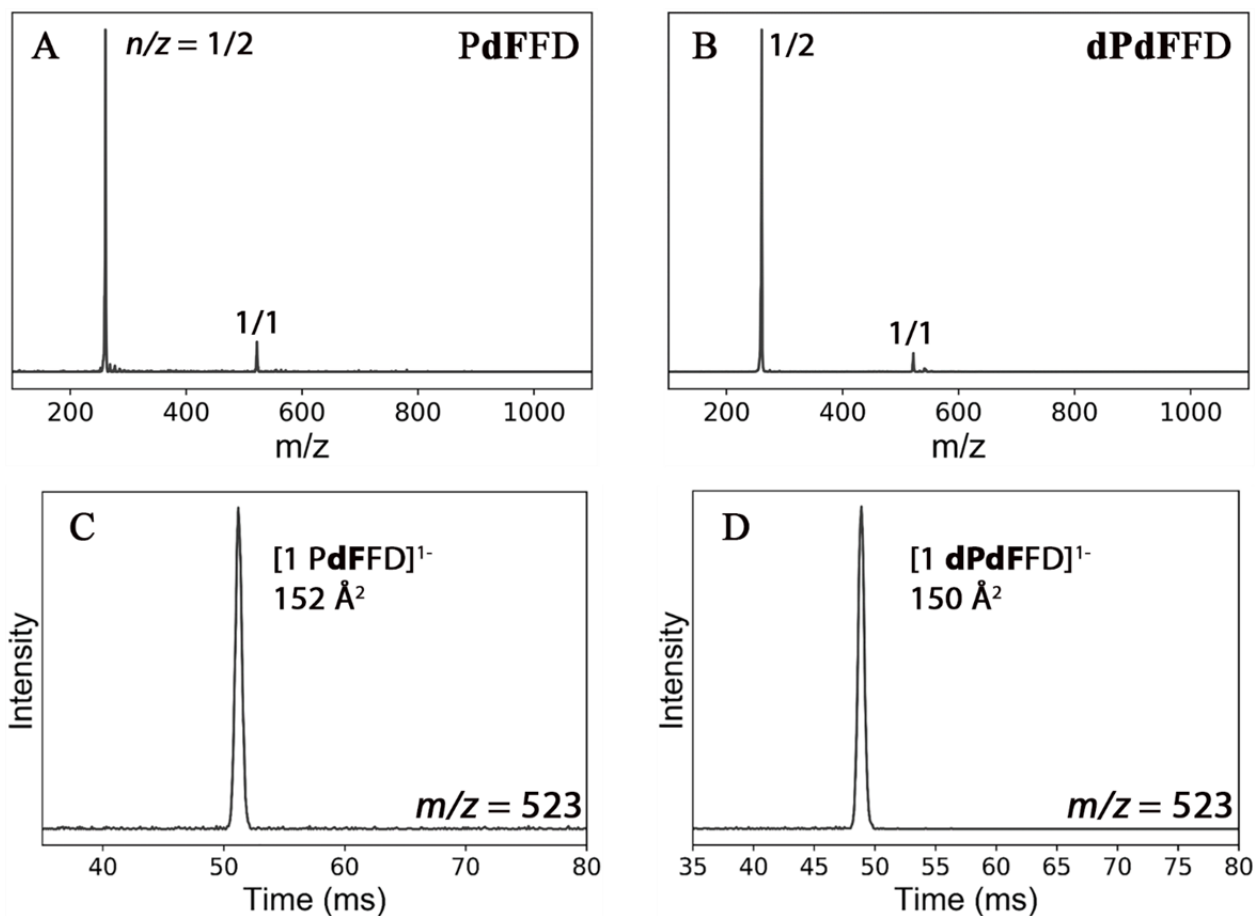 A
n/z = 1/2
PdFFD
1/1
200 400 600 800 1000
m/z
B
1/2
dPdFFD
1/1
200 400 600 800 1000
m/z
C
[1 PdFFD]¹⁻
152 Å²
m/z = 523
Intensity
40 50 60 70 80
Time (ms)
D
[1 dPdFFD]¹⁻
150 Å²
m/z = 523
Intensity
35 40 45 50 55 60 65 70 75 80
Time (ms)